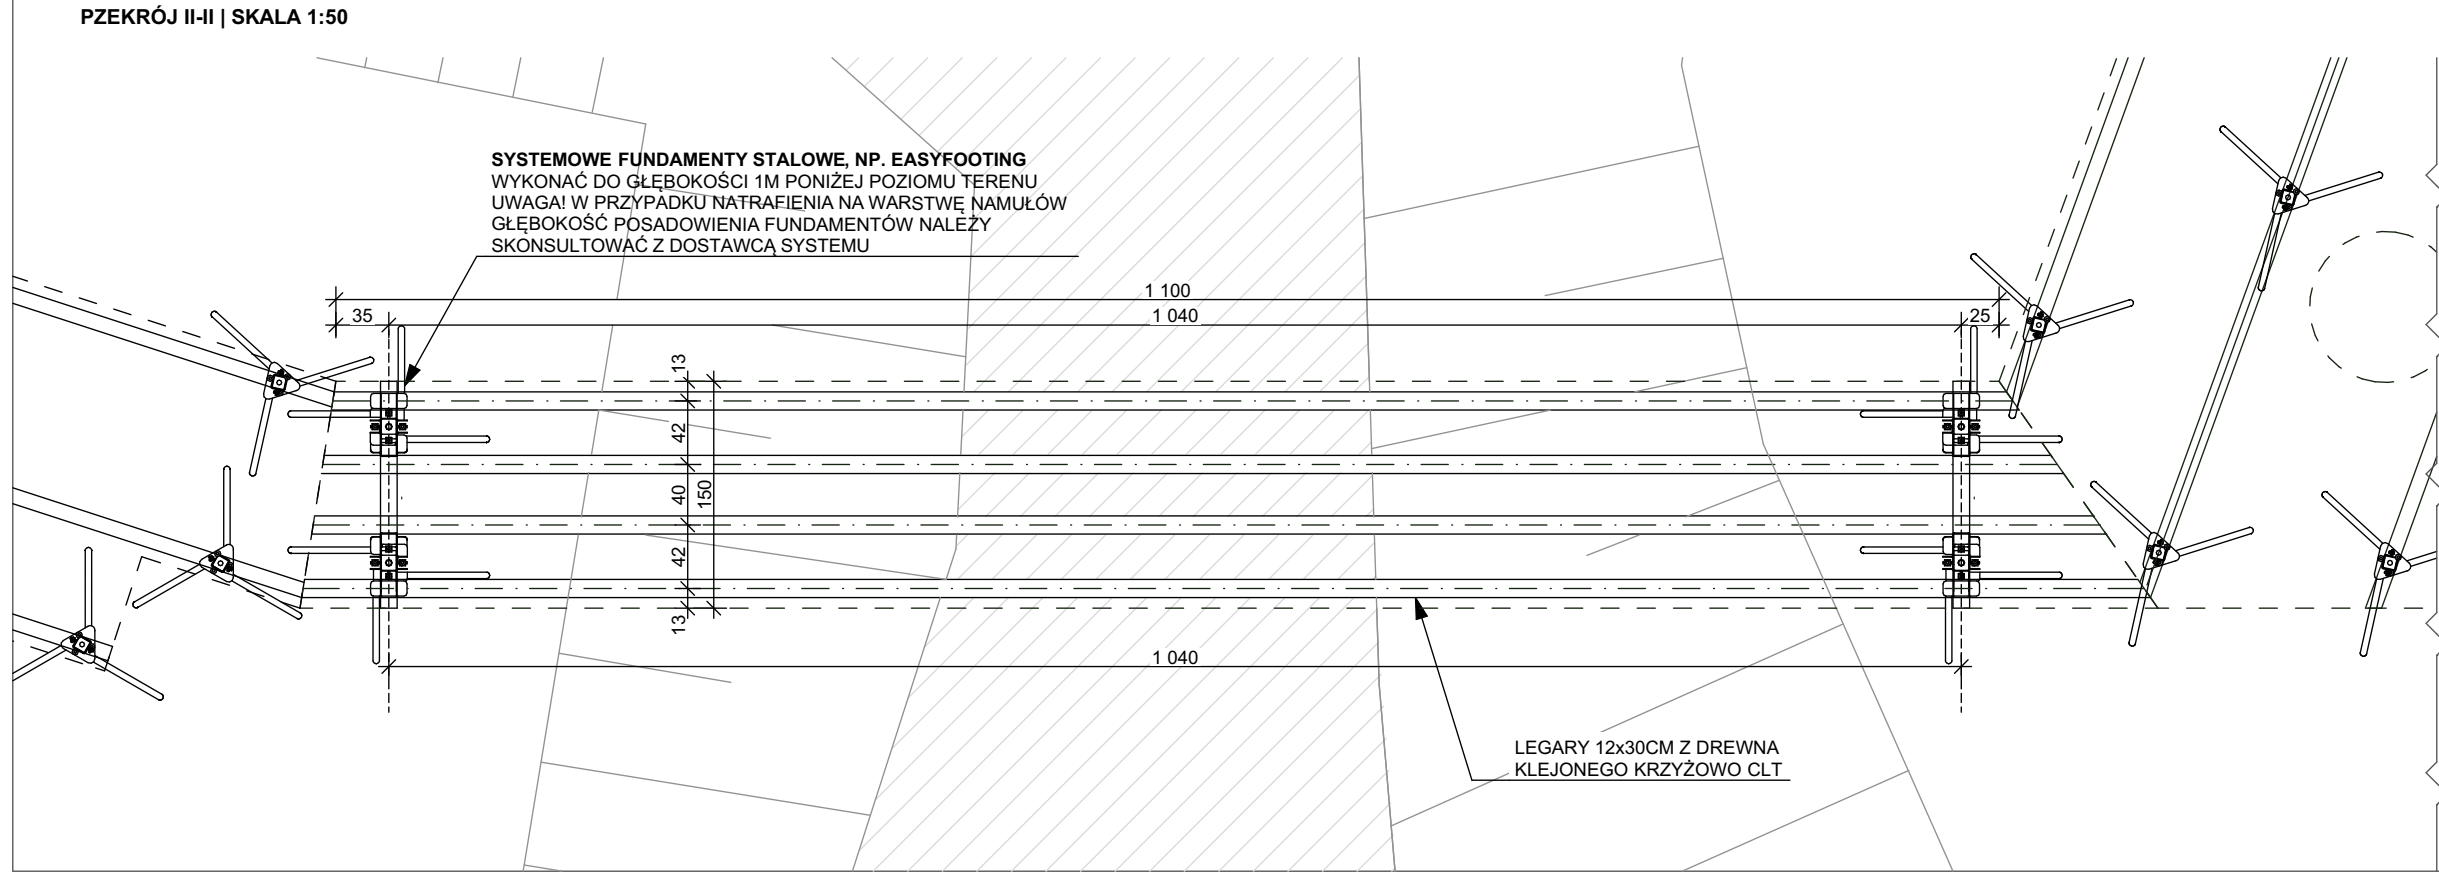 PZEKRÓJ II-II | SKALA 1:50
SYSTEMOWE FUNDAMENTY STALOWE, NP. EASYFOOTING
WYKONAĆ DO GŁĘBOKOŚCI 1M PONIŻEJ POZIOMU TERENU
UWAGA! W PRZYPADKU NATRAFIENIA NA WARSTWĘ NAMUŁÓW
GŁĘBOKOŚĆ POSADOWIENIA FUNDAMENTÓW NALEŻY
SKONSULTOWAĆ Z DOSTAWCĄ SYSTEMU
1 100
35
1 040
25
13
42
40
150
42
13
1 040
LEGARY 12x30CM Z DREWNA
KLEJONEGO KRZYŻOWO CLT